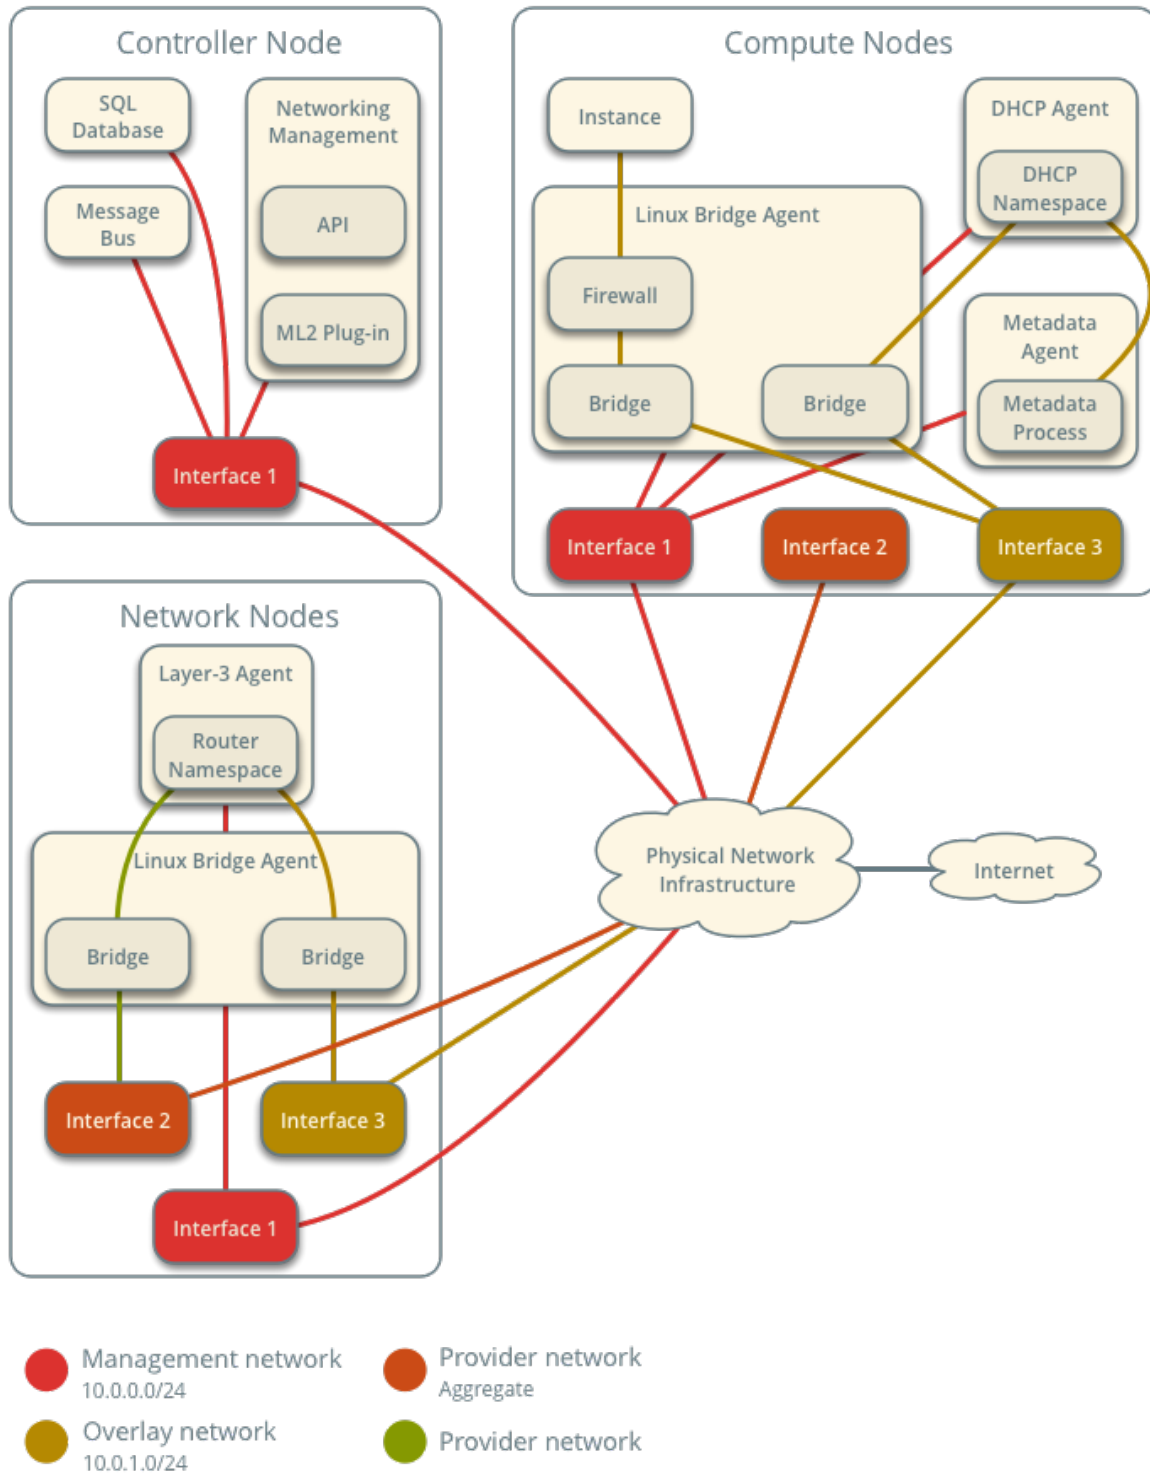 Controller Node
SQL
Database
Networking
Management
Message
Bus
API
ML2 Plug-in
Interface 1
Compute Nodes
Instance
DHCP Agent
DHCP
Namespace
Linux Bridge Agent
Firewall
Metadata
Agent
Bridge
Bridge
Metadata
Process
Interface 1
Interface 2
Interface 3
Network Nodes
Layer-3 Agent
Router
Namespace
Linux Bridge Agent
Bridge
Bridge
Interface 2
Interface 3
Interface 1
Physical Network
Infrastructure
Internet
Management network
10.0.0.0/24
Provider network
Aggregate
Overlay network
10.0.1.0/24
Provider network